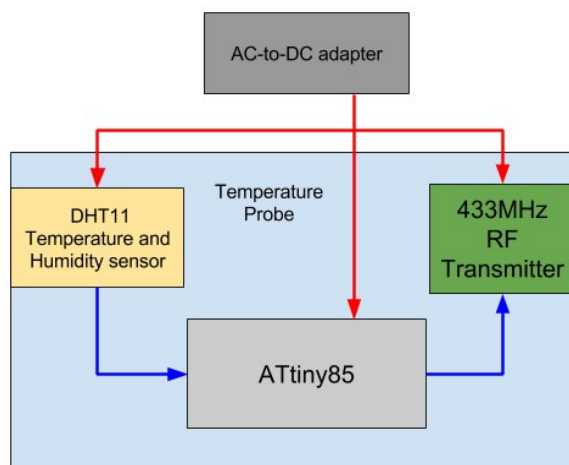 AC-to-DC adapter
Temperature
Probe
DHT11
Temperature and
Humidity sensor
433MHz
RF
Transmitter
ATtiny85